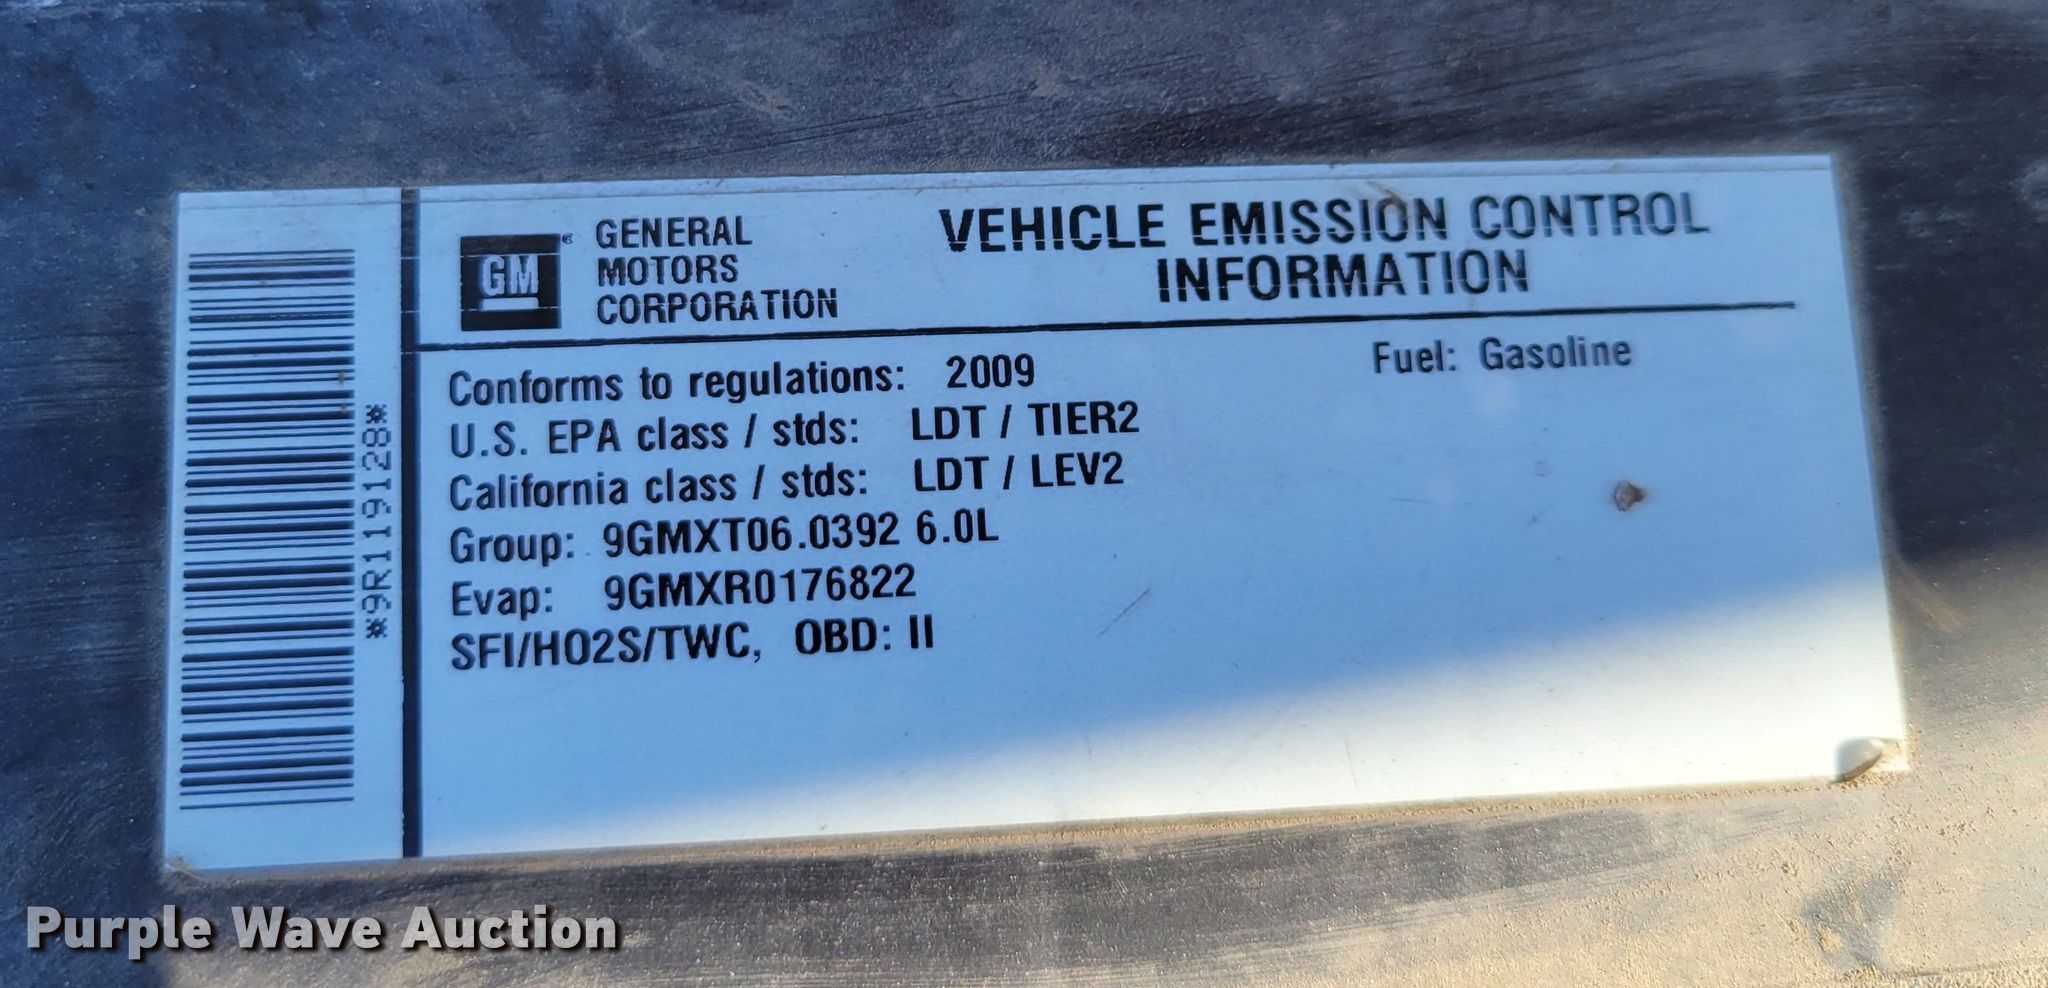 GM
GENERAL
MOTORS
CORPORATION
VEHICLE EMISSION CONTROL
INFORMATION
Conforms to regulations: 2009
Fuel: Gasoline
U.S. EPA class / stds: LDT / TIER2
California class / stds: LDT / LEV2
Group: 9GMXT06.0392 6.0L
Evap: 9GMXR0176822
SFI/HO2S/TWC, OBD: II
*9R119128*
Purple Wave Auction